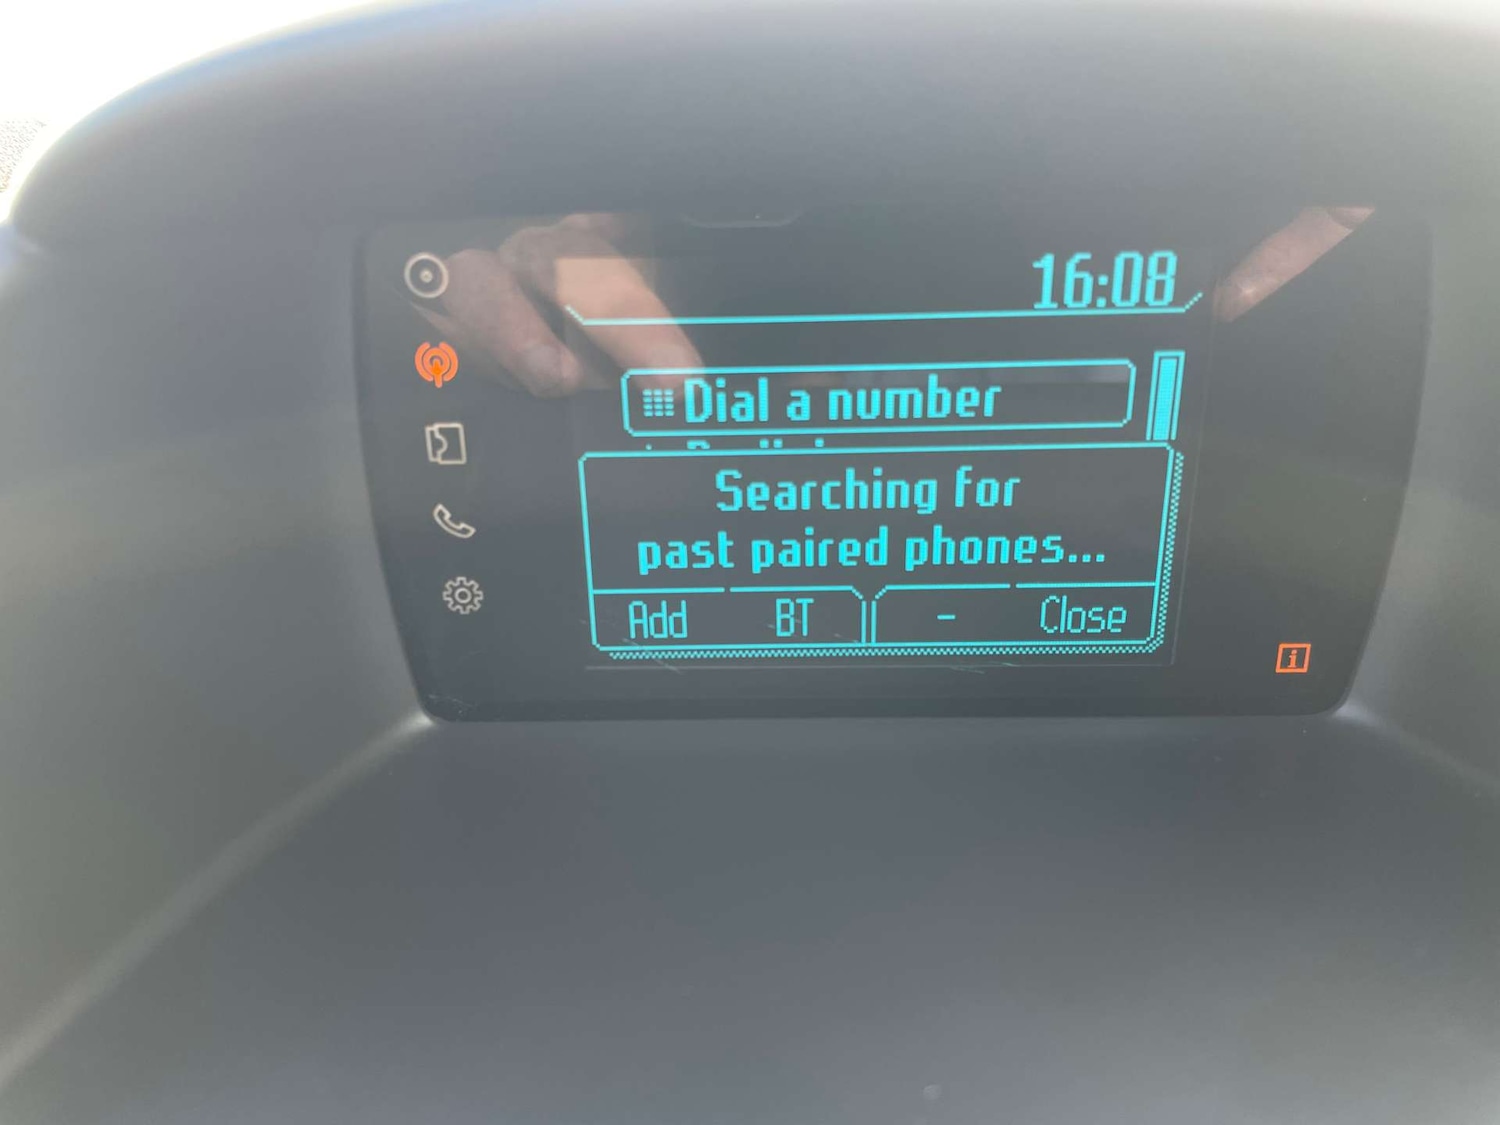 16:08
Dial a number
Searching for
past paired phones...
Add BT - Close
i